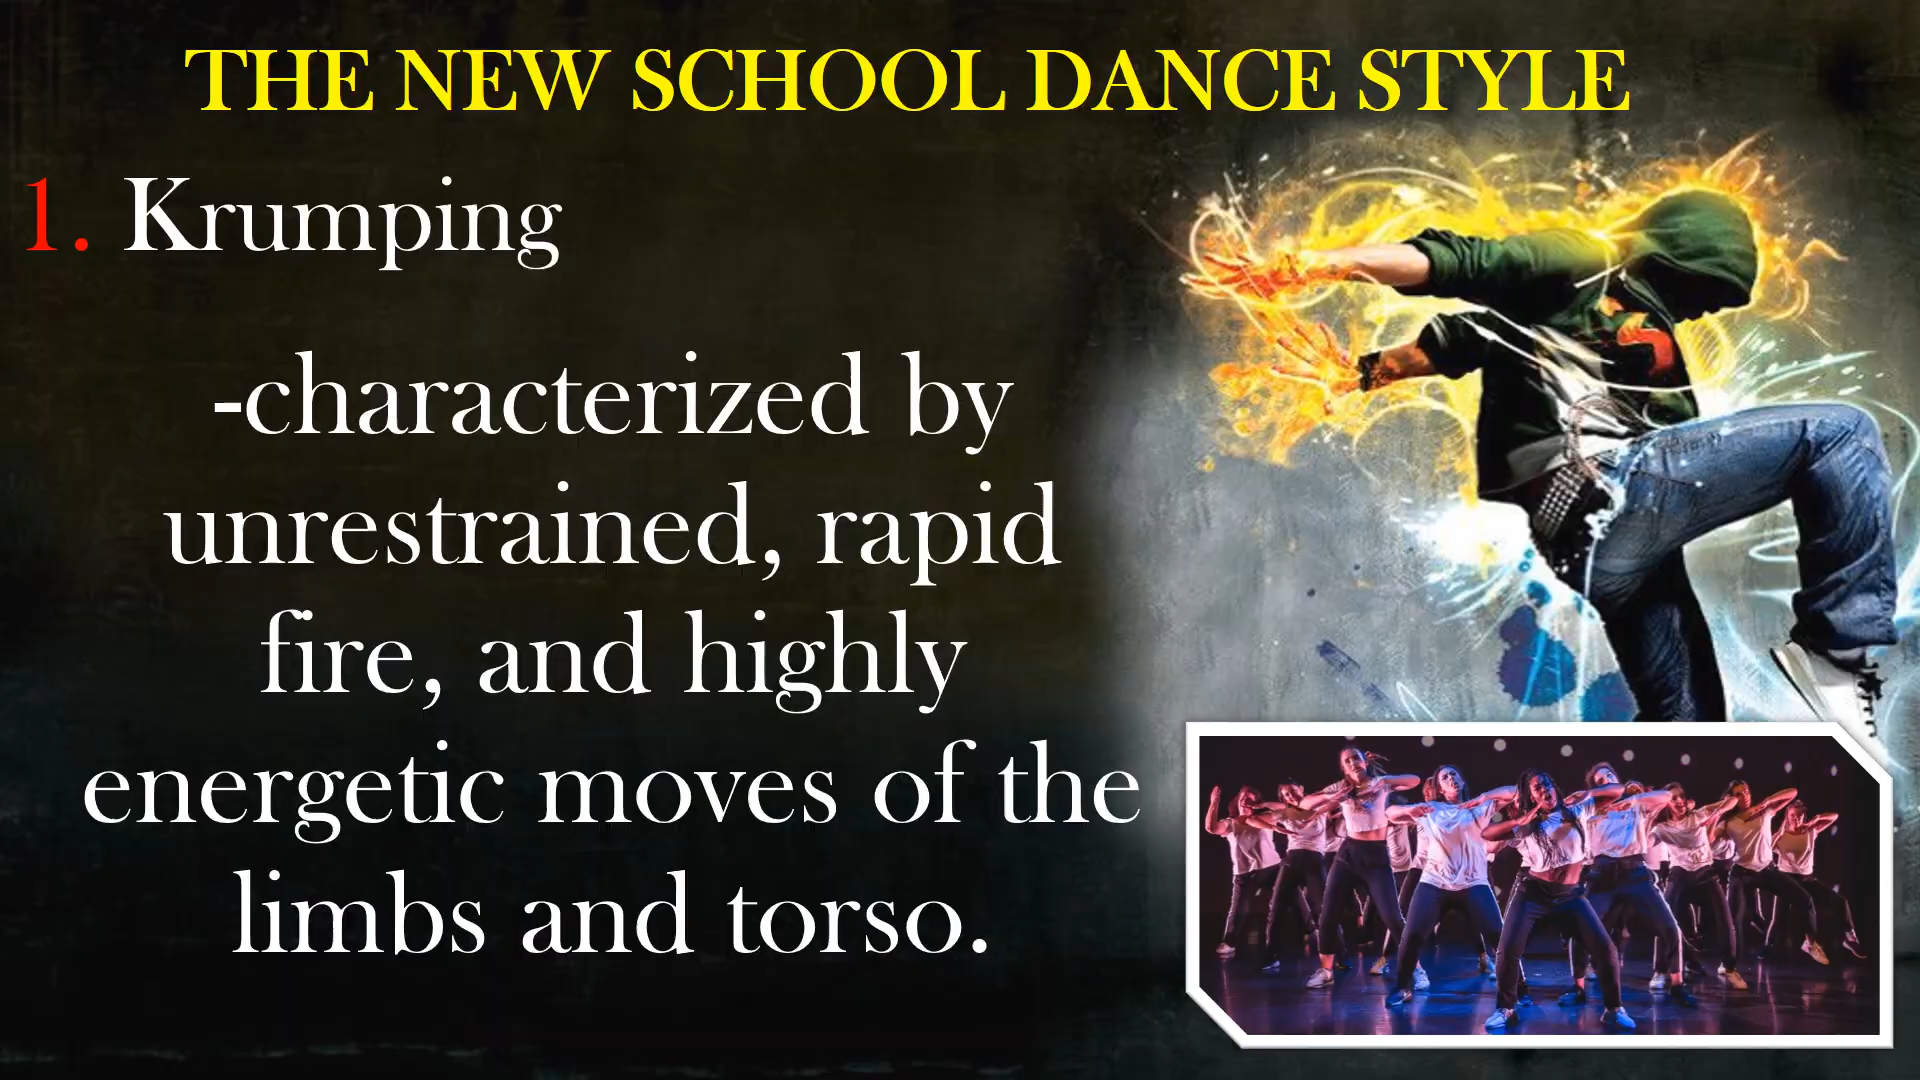 THE NEW SCHOOL DANCE STYLE
1. Krumping
-characterized by
unrestrained, rapid
fire, and highly
energetic moves of the
limbs and torso.